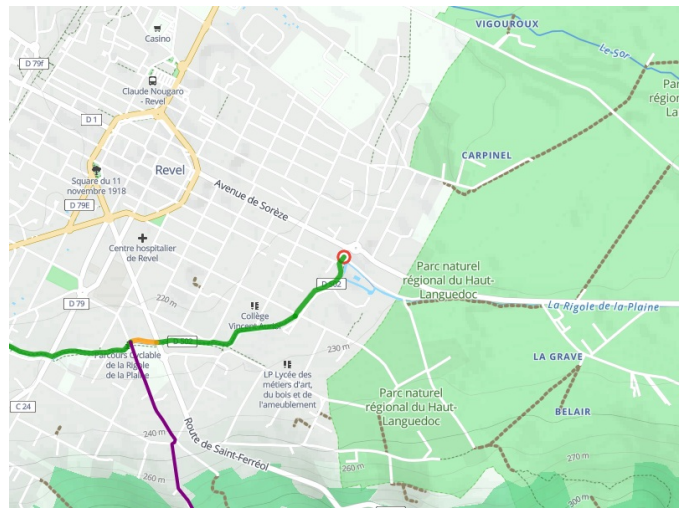 VIGOUROUX
Casino
Le Sor
D 79f
Claude Nougaro
- Revel
D 1
CARPINEL
Revel
Square du 11
novembre 1918
Avenue de Sorèze
D 79E
Centre hospitalier
de Revel
Parc naturel
régional du Haut-
Languedoc
220 m
D 79
La Rigole de la Plaine
Collège
230 m
Parcours Cyclable
de la Rigole
de la Plaine
LA GRAVE
LP Lycée des
métiers d'art,
du bois et de
l'ameublement
Parc naturel
régional du Haut-
Languedoc
C 24
BELAIR
Route de Saint-Ferréol
240 m
270 m
260 m
260 m
300 m